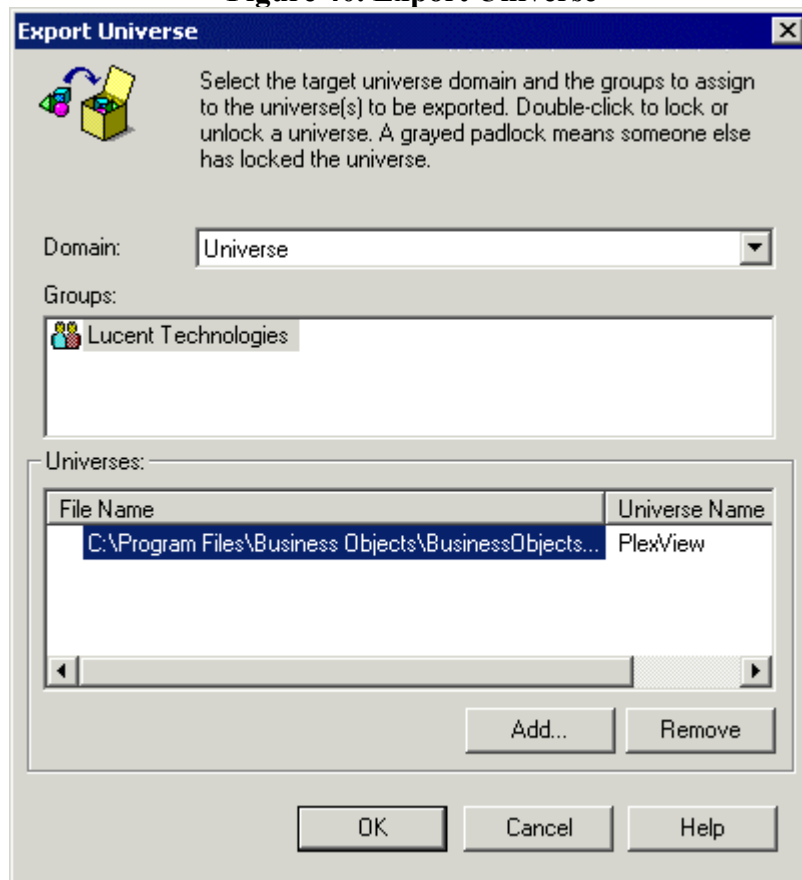 Export Universe
Select the target universe domain and the groups to assign
to the universe(s) to be exported. Double-click to lock or
unlock a universe. A grayed padlock means someone else
has locked the universe.
Domain: Universe
Groups:
Lucent Technologies
Universes:
File Name Universe Name
C:\Program Files\Business Objects\BusinessObjects... PlexView
Add... Remove
OK Cancel Help